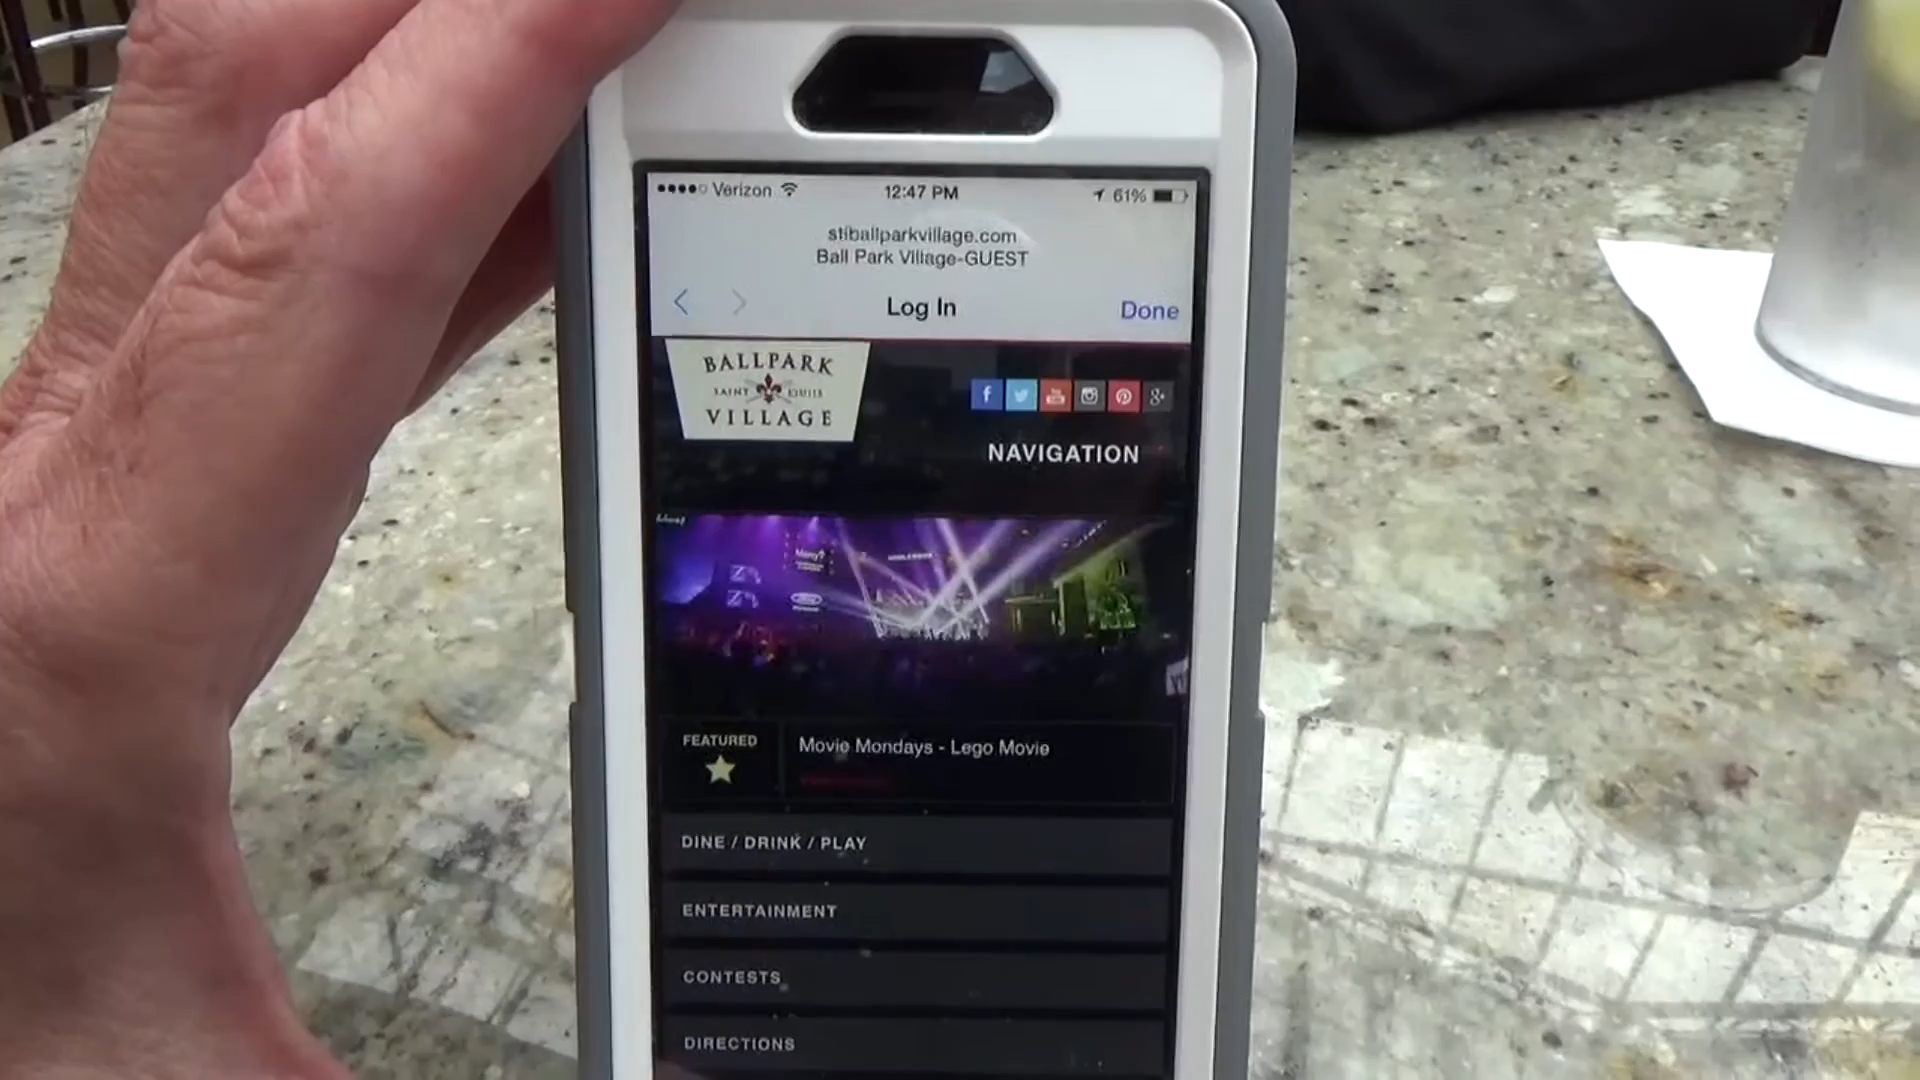 Verizon 12:47 PM 61%
stlballparkvillage.com
Ball Park Village-GUEST
Log In Done
BALLPARK
SAINT LOUIS
VILLAGE
NAVIGATION
FEATURED
Movie Mondays - Lego Movie
DINE / DRINK / PLAY
ENTERTAINMENT
CONTESTS
DIRECTIONS